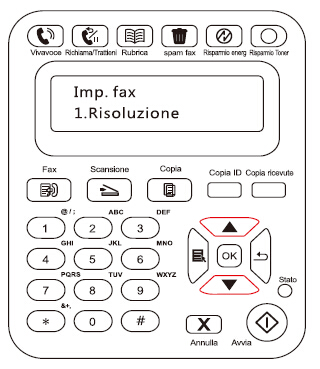 Vivavoce Richiama/Trattieni Rubrica spam fax Risparmio energ Risparmio Toner
Imp. fax
1.Risoluzione
Fax Scansione Copia Copia ID Copia ricevute
@ / ; ABC DEF
1 2 3
GHI JKL MNO
4 5 6
OK
PQRS TUV WXYZ
7 8 9
Stato
&+,
* 0 #
X
Annulla Avvia